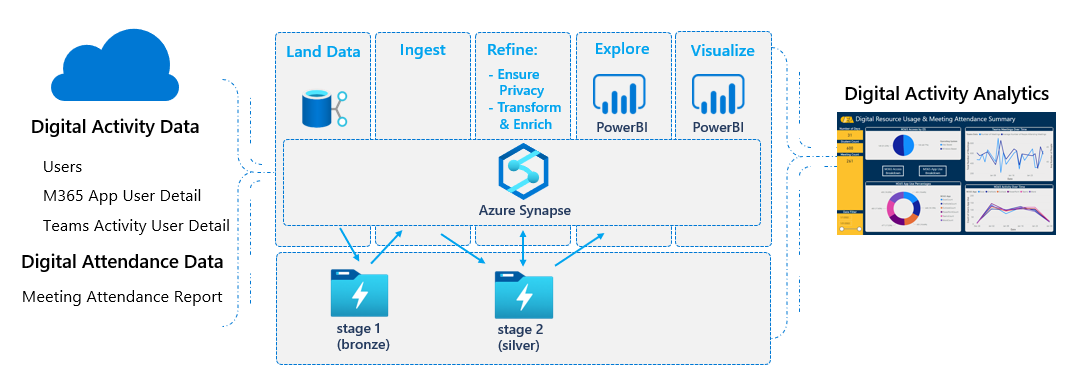 Digital Activity Data
Users
M365 App User Detail
Teams Activity User Detail
Digital Attendance Data
Meeting Attendance Report
Land Data
Ingest
Refine:
- Ensure
Privacy
- Transform
& Enrich
Explore
PowerBI
Visualize
PowerBI
Azure Synapse
stage 1
(bronze)
stage 2
(silver)
Digital Activity Analytics
Digital Resource Usage & Meeting Attendance Summary